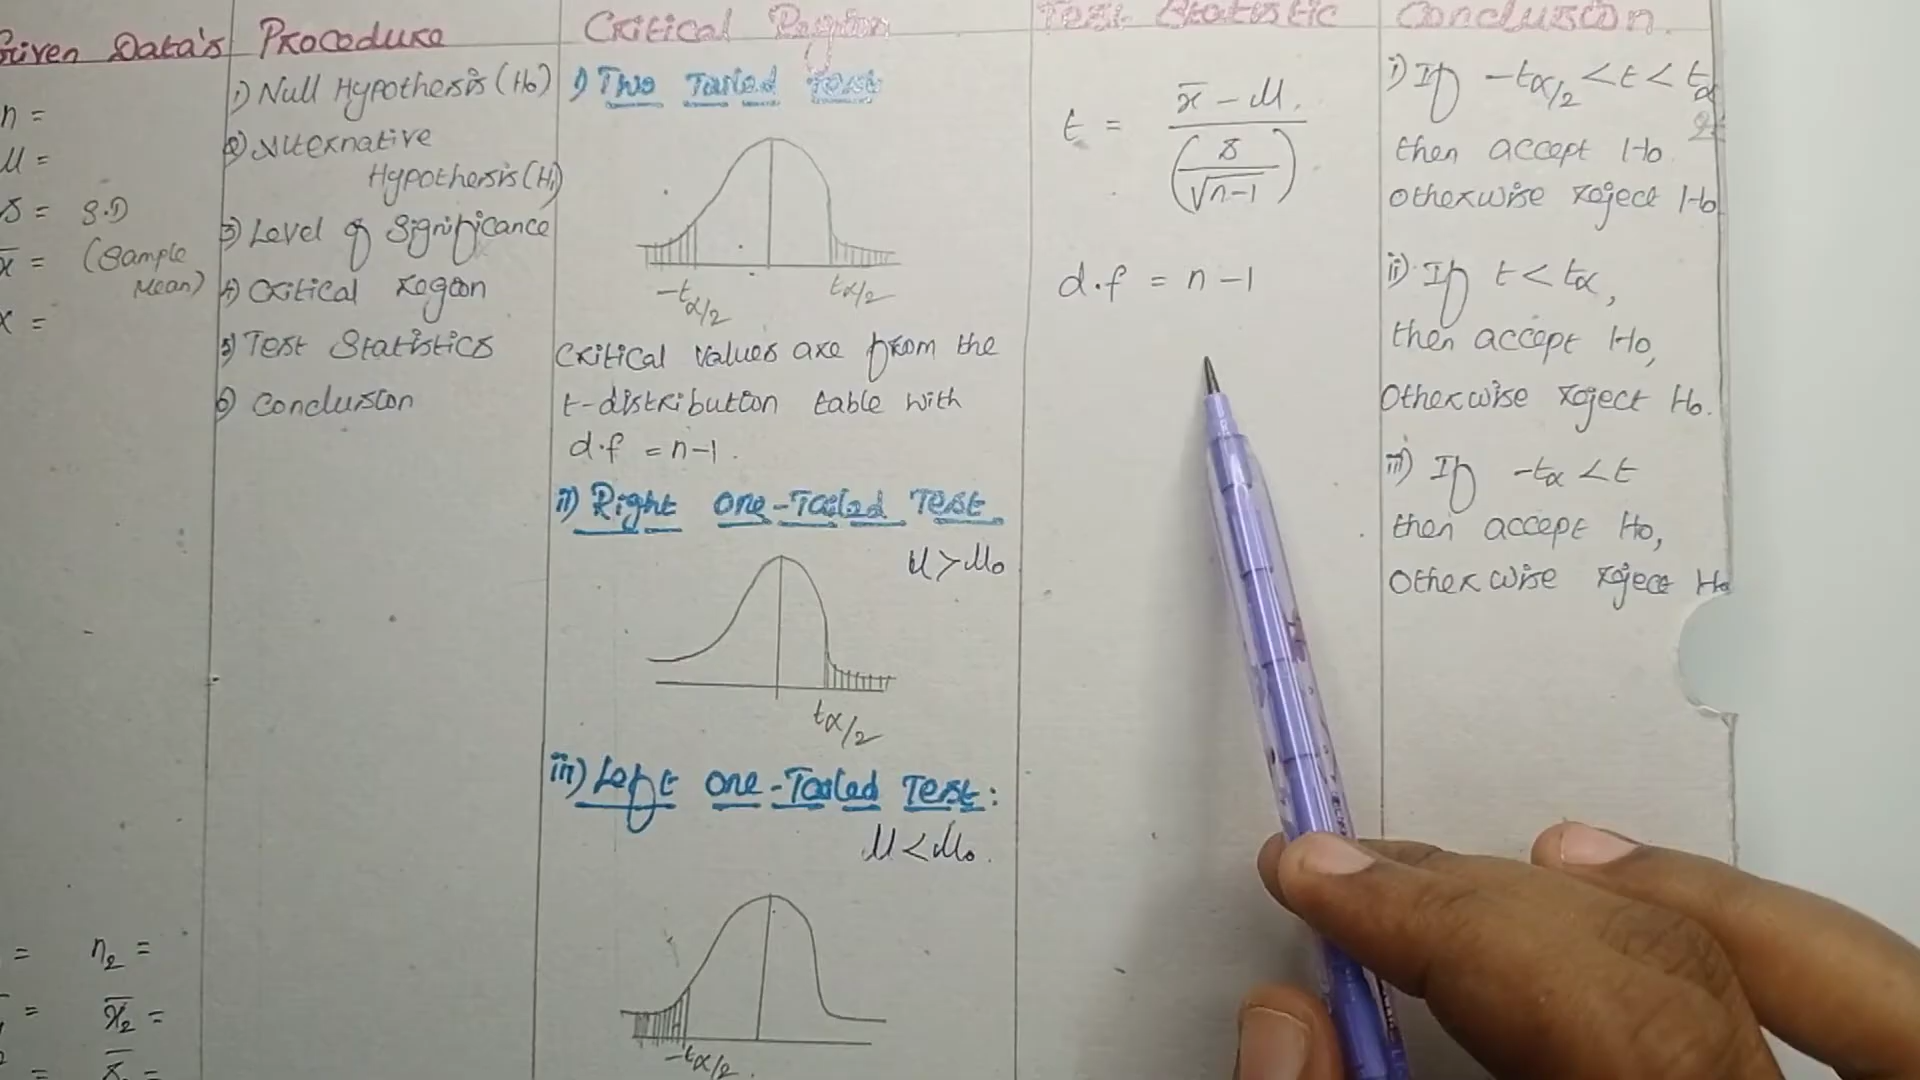 Given Data's
n =
μ =
s = S.D
x̄ = (Sample
Mean)
x =
n₂ =
x̄₂ =
Procedure
1) Null Hypothesis (H₀)
2) Alternative
Hypothesis (H₁)
3) Level of Significance
4) Critical region
5) Test Statistics
6) Conclusion
Critical Region
i) Two Tailed Test
-tα/2
tα/2
Critical values are from the
t-distribution table with
d.f = n-1.
ii) Right One-Tailed Test
μ > μ₀
tα/2
iii) Left One-Tailed Test:
μ < μ₀.
-tα/2.
Test Statistic
t = x̄ - μ. / (s / √n-1)
d.f = n-1
Conclusion
i) If -tα/2 < t < tα/2
then accept H₀
otherwise reject H₀
ii) If t < tα,
then accept H₀,
Otherwise reject H₀.
iii) If -tα < t
then accept H₀,
Otherwise reject H₀